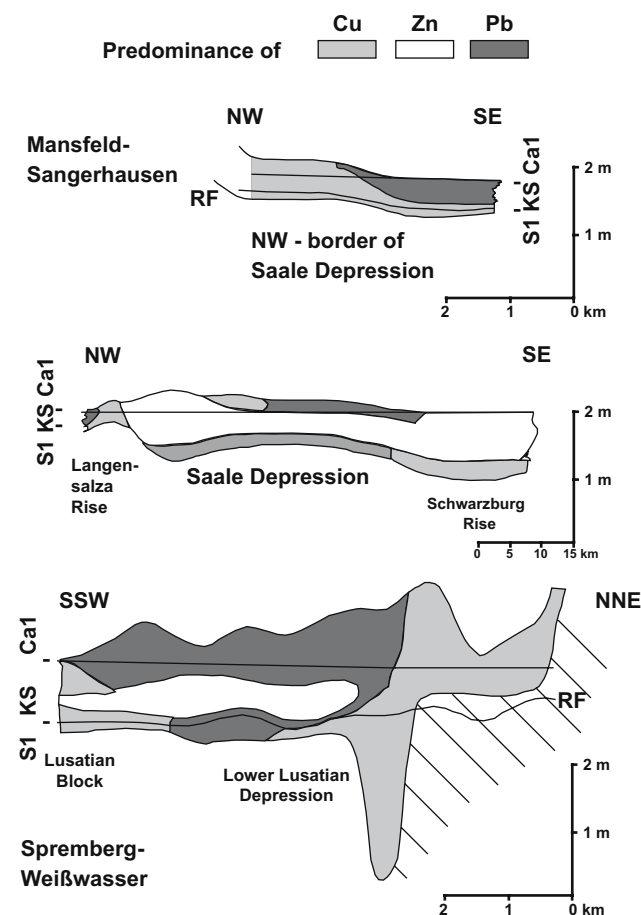 Cu Zn Pb
Predominance of
NW SE
Mansfeld-
Sangerhausen
RF
S1 KS Ca1
2 m
1 m
NW - border of
Saale Depression
2 1 0 km
NW SE
S1 KS Ca1
2 m
1 m
Langen-
salza
Rise
Saale Depression
Schwarzburg
Rise
0 5 10 15 km
SSW NNE
Ca1
KS
S1
RF
Lusatian
Block
Lower Lusatian
Depression
2 m
1 m
Spremberg-
Weißwasser
2 1 0 km